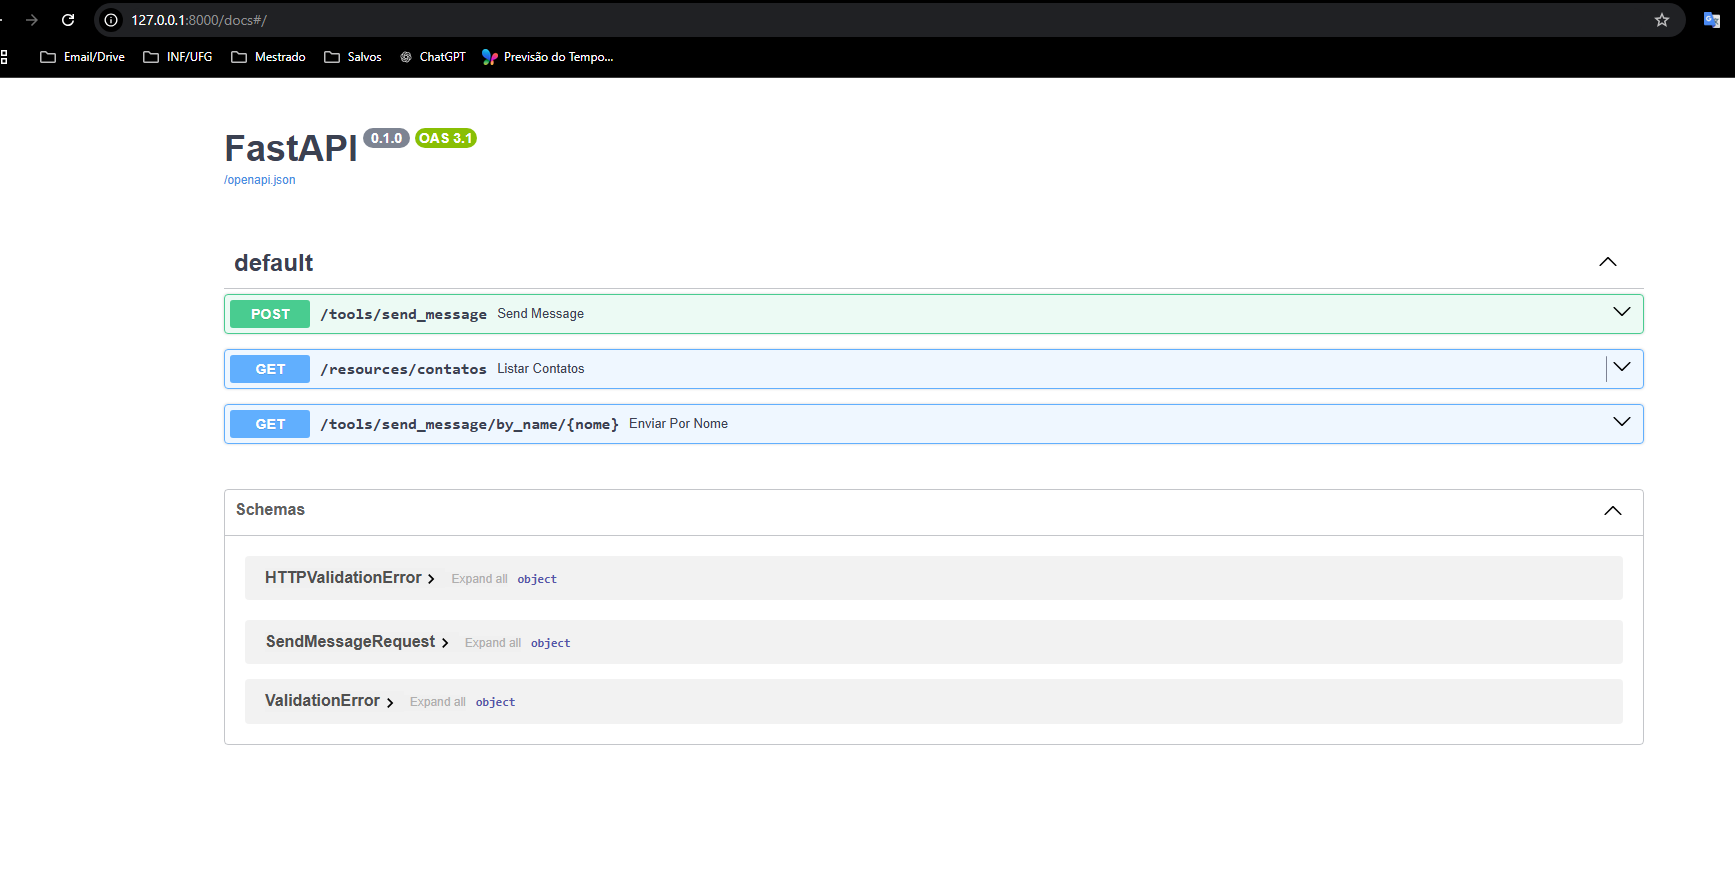 127.0.0.1:8000/docs#/
Email/Drive INF/UFG Mestrado Salvos ChatGPT Previsão do Tempo...
FastAPI 0.1.0 OAS 3.1
/openapi.json
default
POST /tools/send_message Send Message
GET /resources/contatos Listar Contatos
GET /tools/send_message/by_name/{nome} Enviar Por Nome
Schemas
HTTPValidationError Expand all object
SendMessageRequest Expand all object
ValidationError Expand all object